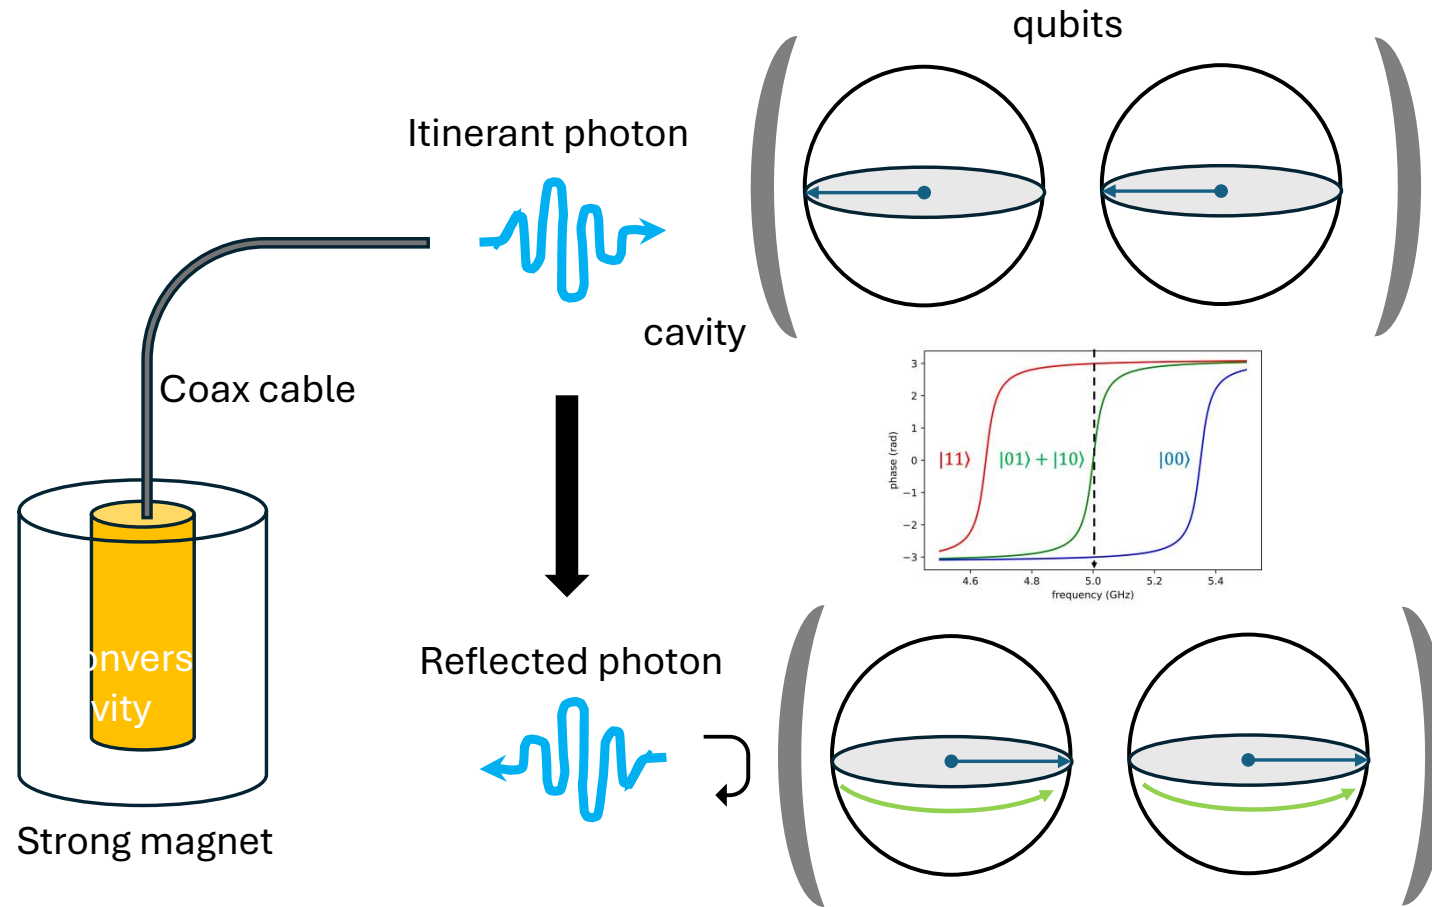 qubits
Itinerant photon
cavity
Coax cable
3
2
1
0
−1
−2
−3
phase (rad)
|11⟩
|01⟩ + |10⟩
|00⟩
4.6
4.8
5.0
5.2
5.4
frequency (GHz)
Reflected photon
onvers
vity
Strong magnet